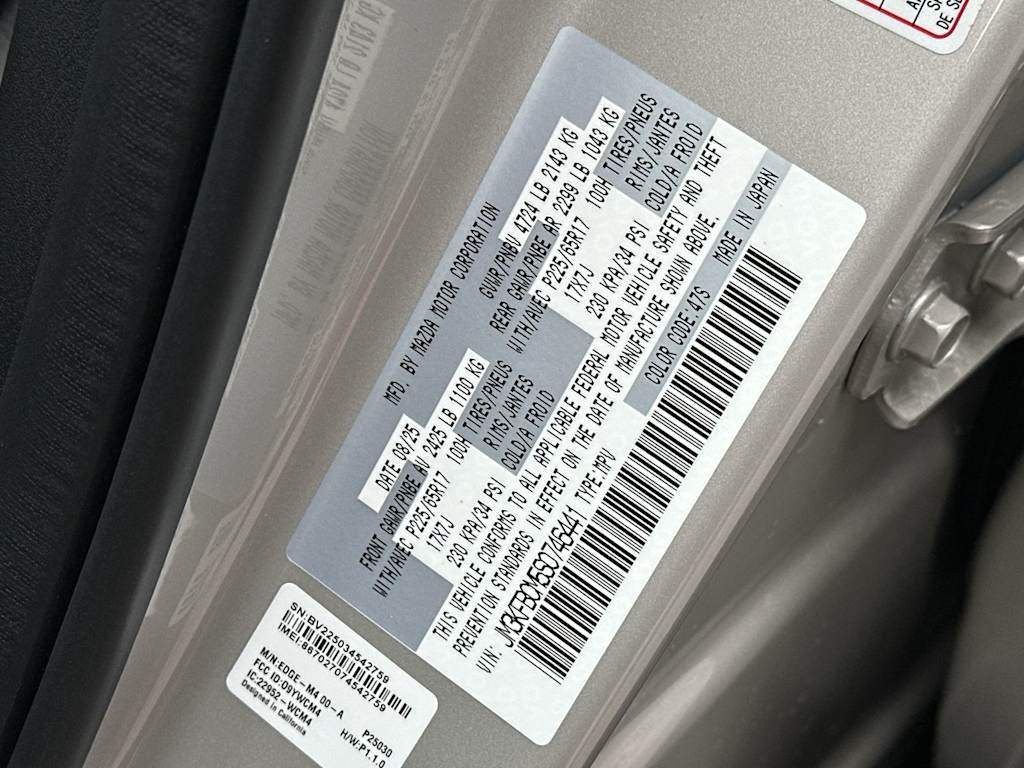 MFD. BY MAZDA MOTOR CORPORATION
DATE 08/25 GVWR/PNBV 4724 LB 2143 KG
FRONT GAWR/PNBE AV 2425 LB 1100 KG REAR GAWR/PNBE AR 2299 LB 1043 KG
WITH/AVEC P225/65R17 100H TIRES/PNEUS WITH/AVEC P225/65R17 100H TIRES/PNEUS
17X7J RIMS/JANTES 17X7J RIMS/JANTES
230 KPA/34 PSI COLD/A FROID 230 KPA/34 PSI COLD/A FROID
THIS VEHICLE CONFORMS TO ALL APPLICABLE FEDERAL MOTOR VEHICLE SAFETY AND THEFT
PREVENTION STANDARDS IN EFFECT ON THE DATE OF MANUFACTURE SHOWN ABOVE.
VIN: JM3KFBCM6S0746441 TYPE:MPV COLOR CODE:47S MADE IN JAPAN
SN:BV225034542759
IMEI:867027074542759
M/N:EDGE-M4 00-A P25030
FCC ID:O9YWCM4 H/W:P1.1.0
IC:22952-WCM4
Designed in California